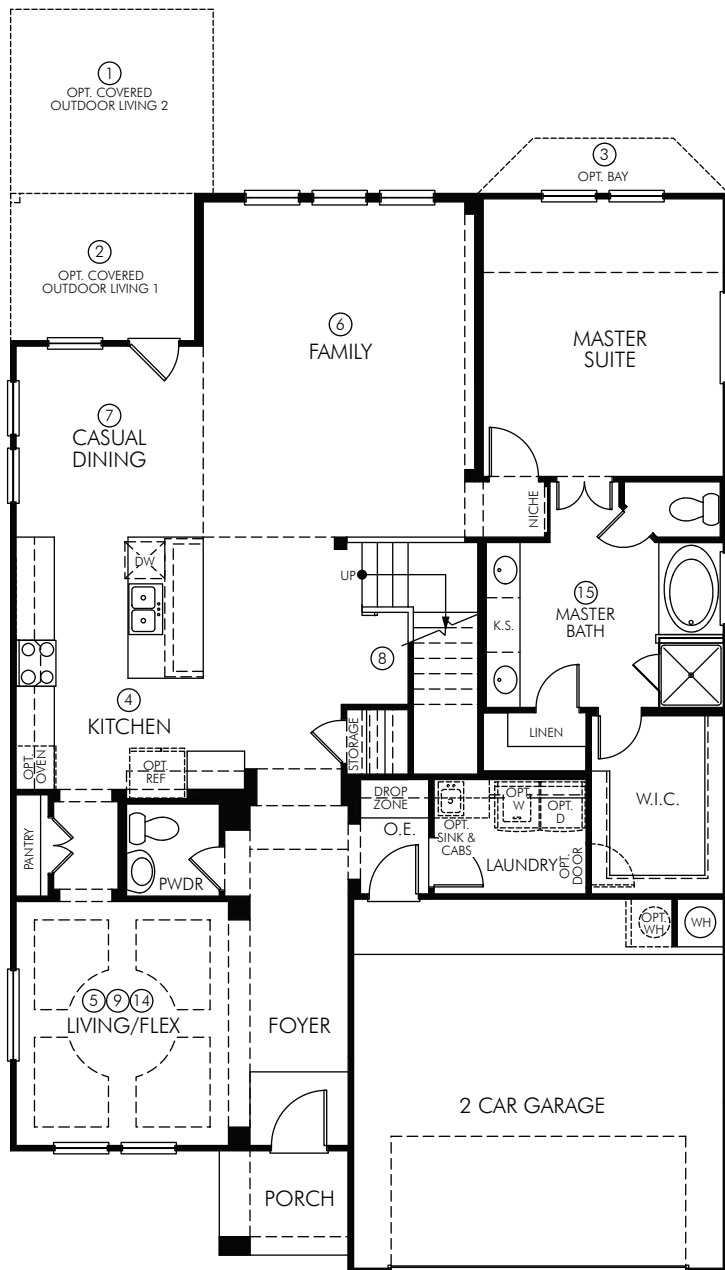 1
OPT. COVERED
OUTDOOR LIVING 2
3
OPT. BAY
2
OPT. COVERED
OUTDOOR LIVING 1
6
FAMILY
MASTER
SUITE
7
CASUAL
DINING
NICHE
DW
UP
15
MASTER
BATH
K.S.
8
4
KITCHEN
STORAGE
LINEN
OPT.
OVEN
OPT.
REF
DROP
ZONE
O.E.
OPT.
SINK &
CABS
OPT.
W
OPT.
D
LAUNDRY
OPT.
DOOR
W.I.C.
PANTRY
PWDR
OPT.
WH
WH
5 9 14
LIVING/FLEX
FOYER
2 CAR GARAGE
PORCH